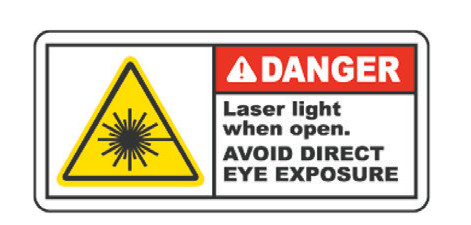 DANGER
Laser light
when open.
AVOID DIRECT
EYE EXPOSURE